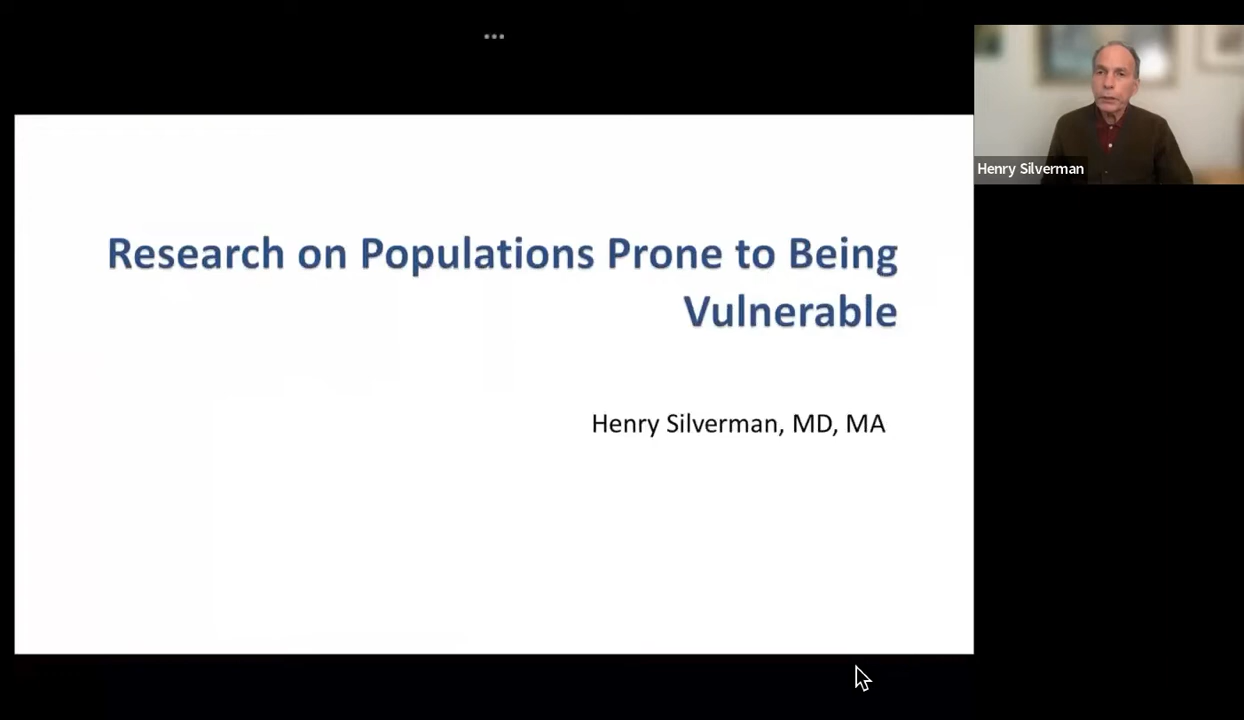 Research on Populations Prone to Being
Vulnerable
Henry Silverman, MD, MA
Henry Silverman